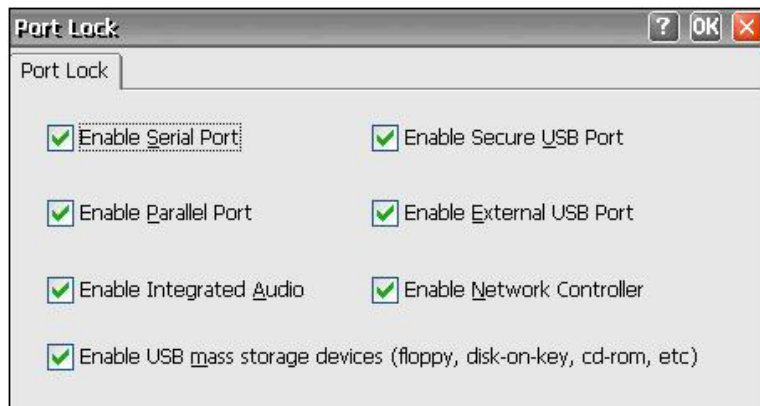 Port Lock ? OK ×
Port Lock
Enable Serial Port Enable Secure USB Port
Enable Parallel Port Enable External USB Port
Enable Integrated Audio Enable Network Controller
Enable USB mass storage devices (floppy, disk-on-key, cd-rom, etc)